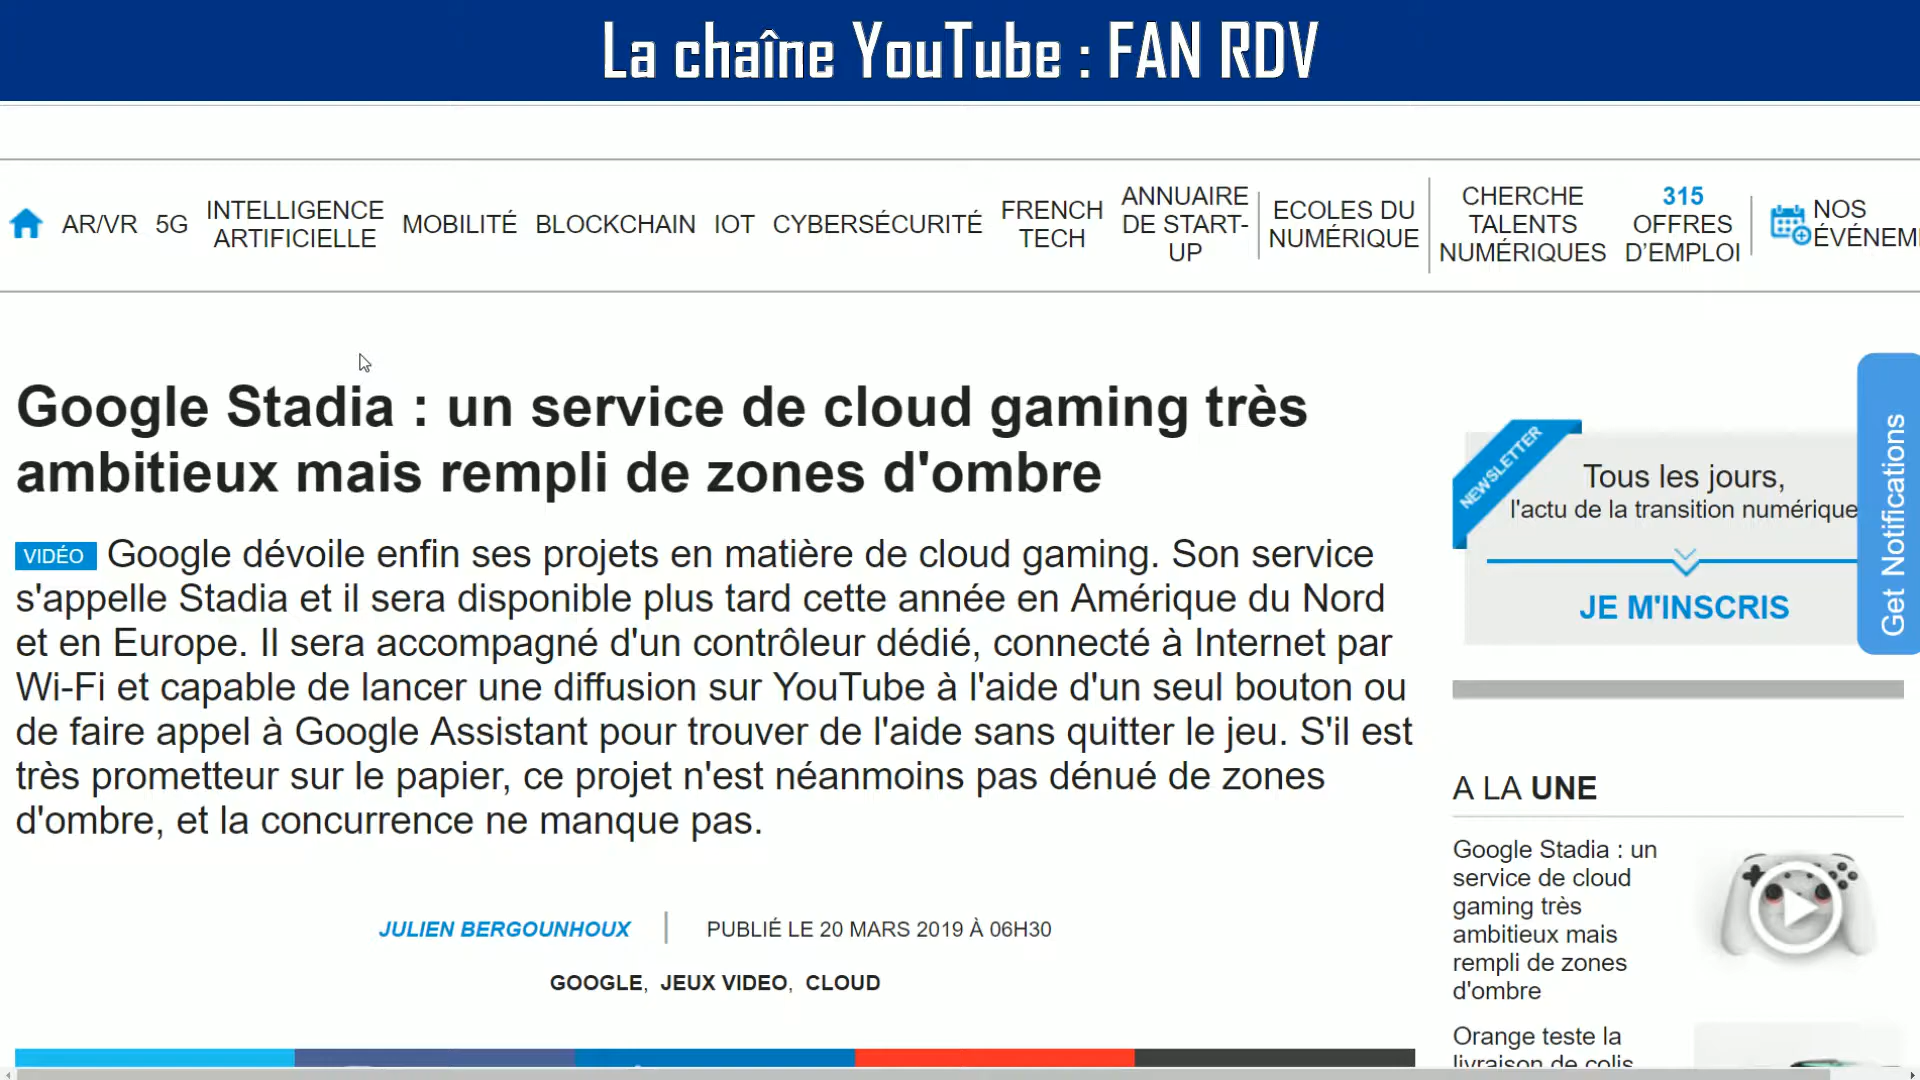 La chaîne YouTube : FAN RDV
AR/VR
5G
INTELLIGENCE
ARTIFICIELLE
MOBILITÉ
BLOCKCHAIN
IOT
CYBERSÉCURITÉ
FRENCH
TECH
ANNUAIRE
DE START-
UP
ECOLES DU
NUMÉRIQUE
CHERCHE
TALENTS
NUMÉRIQUES
315
OFFRES
D'EMPLOI
NOS
ÉVÉNEM
Google Stadia : un service de cloud gaming très
ambitieux mais rempli de zones d'ombre
VIDÉO Google dévoile enfin ses projets en matière de cloud gaming. Son service
s'appelle Stadia et il sera disponible plus tard cette année en Amérique du Nord
et en Europe. Il sera accompagné d'un contrôleur dédié, connecté à Internet par
Wi-Fi et capable de lancer une diffusion sur YouTube à l'aide d'un seul bouton ou
de faire appel à Google Assistant pour trouver de l'aide sans quitter le jeu. S'il est
très prometteur sur le papier, ce projet n'est néanmoins pas dénué de zones
d'ombre, et la concurrence ne manque pas.
JULIEN BERGOUNHOUX
PUBLIÉ LE 20 MARS 2019 À 06H30
GOOGLE, JEUX VIDEO, CLOUD
NEWSLETTER
Tous les jours,
l'actu de la transition numérique
JE M'INSCRIS
Get Notifications
A LA UNE
Google Stadia : un
service de cloud
gaming très
ambitieux mais
rempli de zones
d'ombre
Orange teste la
livraison de colis